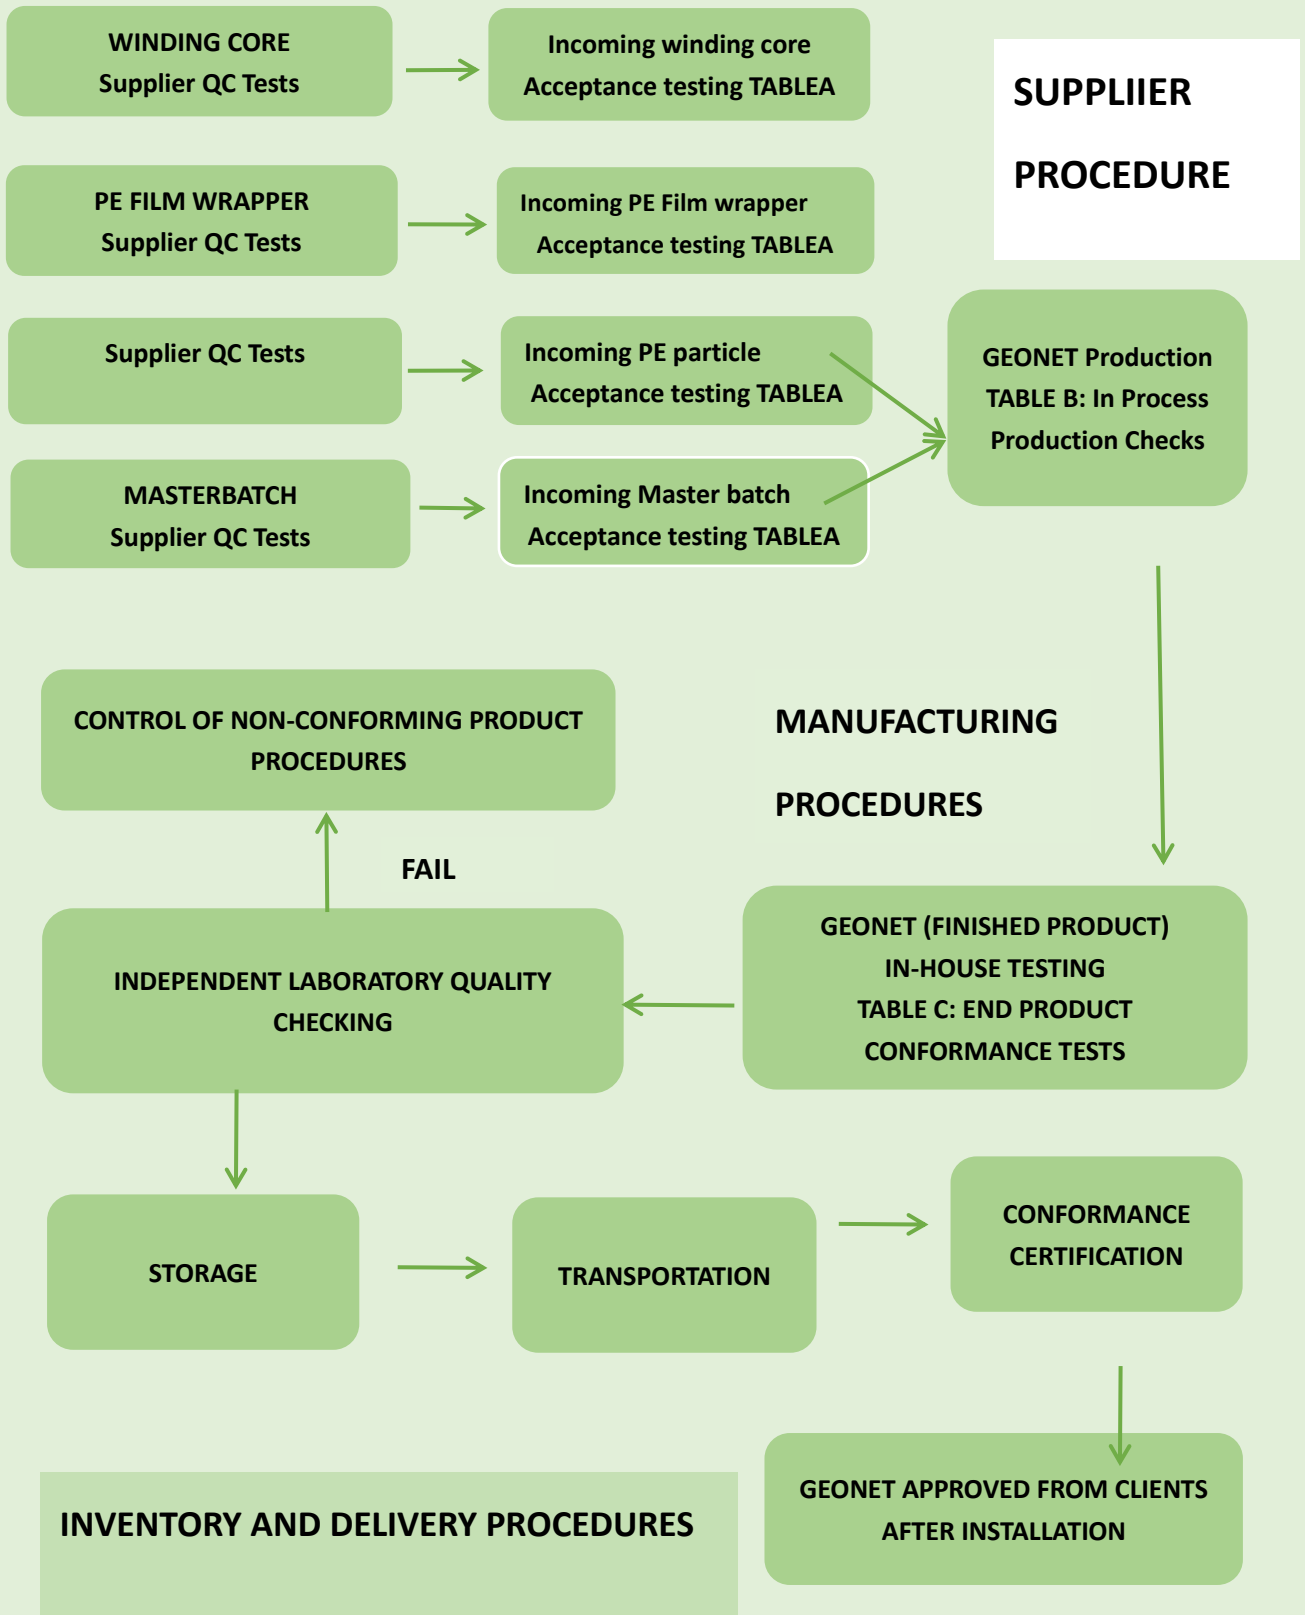 WINDING CORE
Supplier QC Tests
Incoming winding core
Acceptance testing TABLEA
SUPPLIIER
PROCEDURE
PE FILM WRAPPER
Supplier QC Tests
Incoming PE Film wrapper
Acceptance testing TABLEA
Supplier QC Tests
Incoming PE particle
Acceptance testing TABLEA
GEONET Production
TABLE B: In Process
Production Checks
MASTERBATCH
Supplier QC Tests
Incoming Master batch
Acceptance testing TABLEA
CONTROL OF NON-CONFORMING PRODUCT
PROCEDURES
MANUFACTURING
PROCEDURES
FAIL
INDEPENDENT LABORATORY QUALITY
CHECKING
GEONET (FINISHED PRODUCT)
IN-HOUSE TESTING
TABLE C: END PRODUCT
CONFORMANCE TESTS
STORAGE
TRANSPORTATION
CONFORMANCE
CERTIFICATION
GEONET APPROVED FROM CLIENTS
AFTER INSTALLATION
INVENTORY AND DELIVERY PROCEDURES